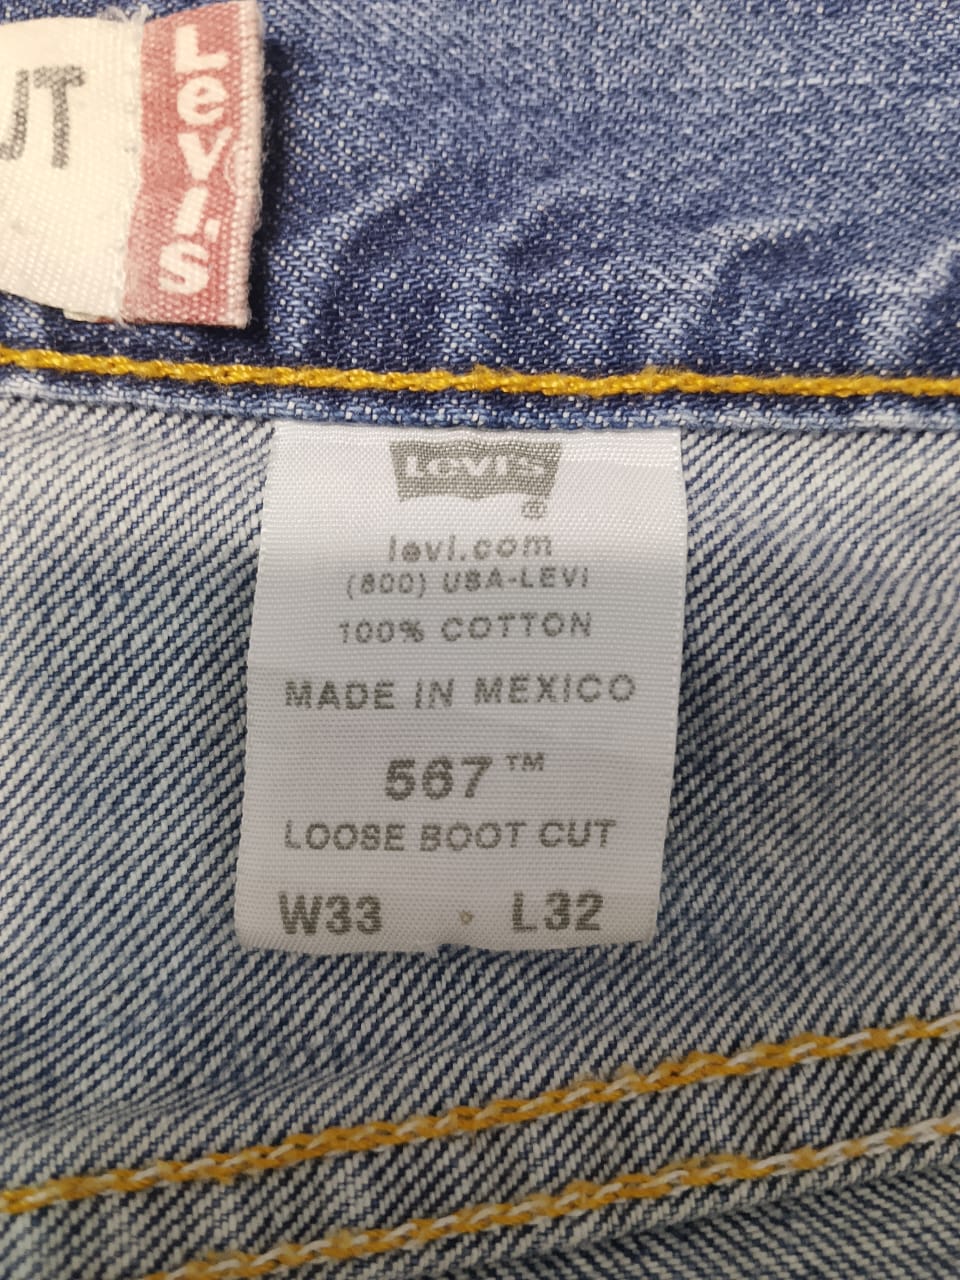 UT
Levi's
LEVI'S
®
levi.com
(800) USA-LEVI
100% COTTON
MADE IN MEXICO
567™
LOOSE BOOT CUT
W33 · L32